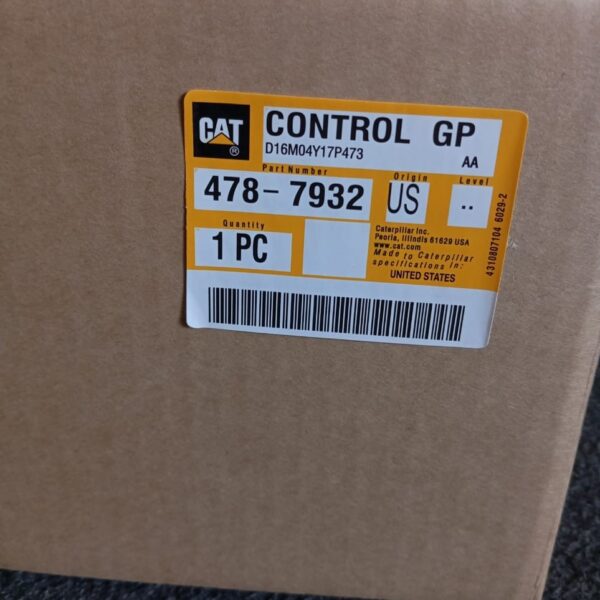 CAT®
CONTROL GP
D16M04Y17P473
AA
Part Number
Origin
Level
478-7932
US
..
Quantity
1 PC
Caterpillar Inc.
Peoria, Illinois 61629 USA
www.cat.com
Made to Caterpillar
specifications in:
UNITED STATES
4310807104 6029-2